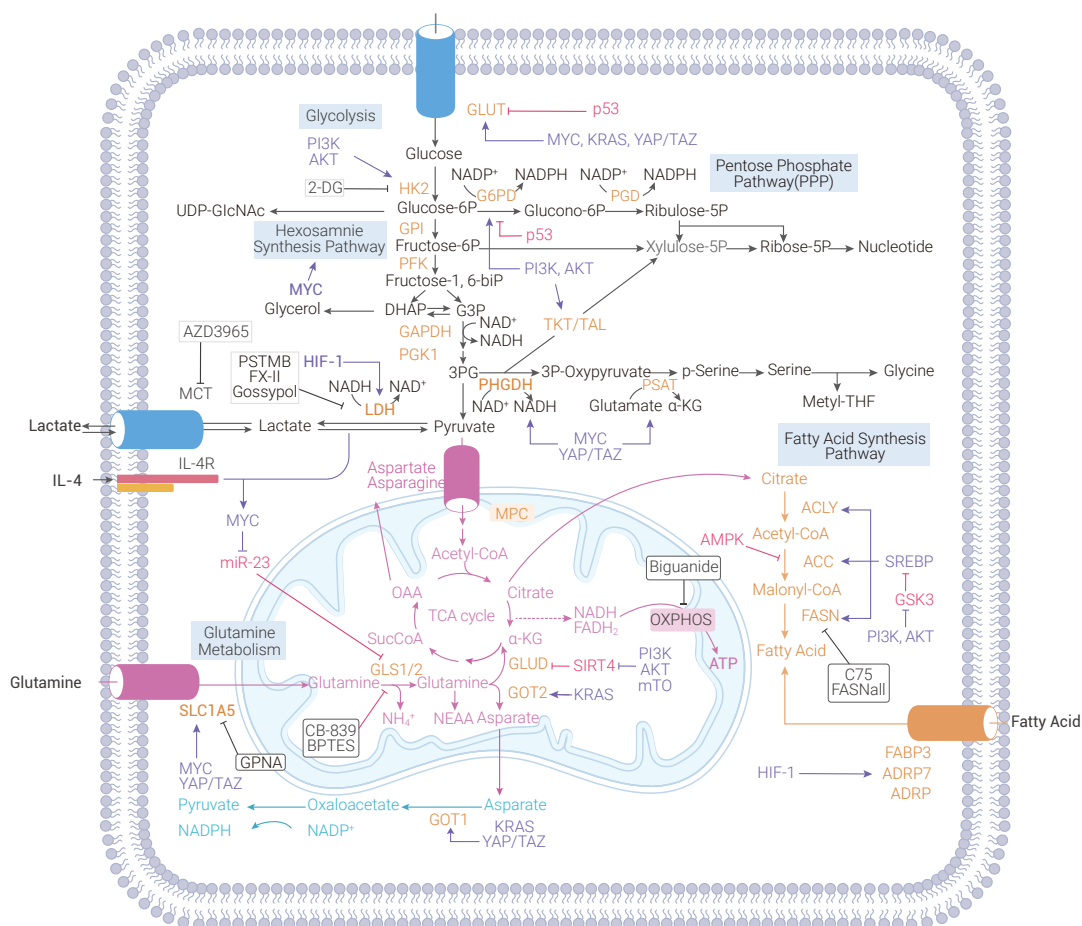 Glycolysis
GLUT
p53
PI3K
AKT
MYC, KRAS, YAP/TAZ
Glucose
2-DG
HK2
NADP⁺
NADPH
NADP⁺
NADPH
Pentose Phosphate
Pathway(PPP)
G6PD
PGD
UDP-GlcNAc
Glucose-6P
Glucono-6P
Ribulose-5P
Hexosamnie
Synthesis Pathway
GPI
p53
Fructose-6P
Xylulose-5P
Ribose-5P
Nucleotide
PFK
PI3K, AKT
MYC
Fructose-1, 6-biP
Glycerol
DHAP
G3P
TKT/TAL
AZD3965
GAPDH
NAD⁺
NADH
PGK1
PSTMB
FX-II
Gossypol
HIF-1
MCT
NADH
NAD⁺
LDH
3PG
3P-Oxypyruvate
p-Serine
Serine
Glycine
PHGDH
PSAT
NAD⁺
NADH
Glutamate
α-KG
Metyl-THF
Lactate
Lactate
Pyruvate
MYC
YAP/TAZ
Fatty Acid Synthesis
Pathway
IL-4R
IL-4
Aspartate
Asparagine
Citrate
MPC
ACLY
MYC
Acetyl-CoA
AMPK
miR-23
Acetyl-CoA
Biguanide
ACC
SREBP
OAA
Citrate
Malonyl-CoA
GSK3
TCA cycle
NADH
FADH₂
OXPHOS
FASN
PI3K, AKT
Glutamine
Metabolism
SucCoA
α-KG
Fatty Acid
GLS1/2
GLUD
SIRT4
PI3K
AKT
mTO
ATP
C75
FASNall
Glutamine
Glutamine
Glutamine
GOT2
KRAS
SLC1A5
CB-839
BPTES
NH₄⁺
NEAA
Asparate
Fatty Acid
GPNA
MYC
YAP/TAZ
FABP3
HIF-1
ADRP7
ADRP
Pyruvate
Oxaloacetate
Asparate
GOT1
KRAS
YAP/TAZ
NADPH
NADP⁺